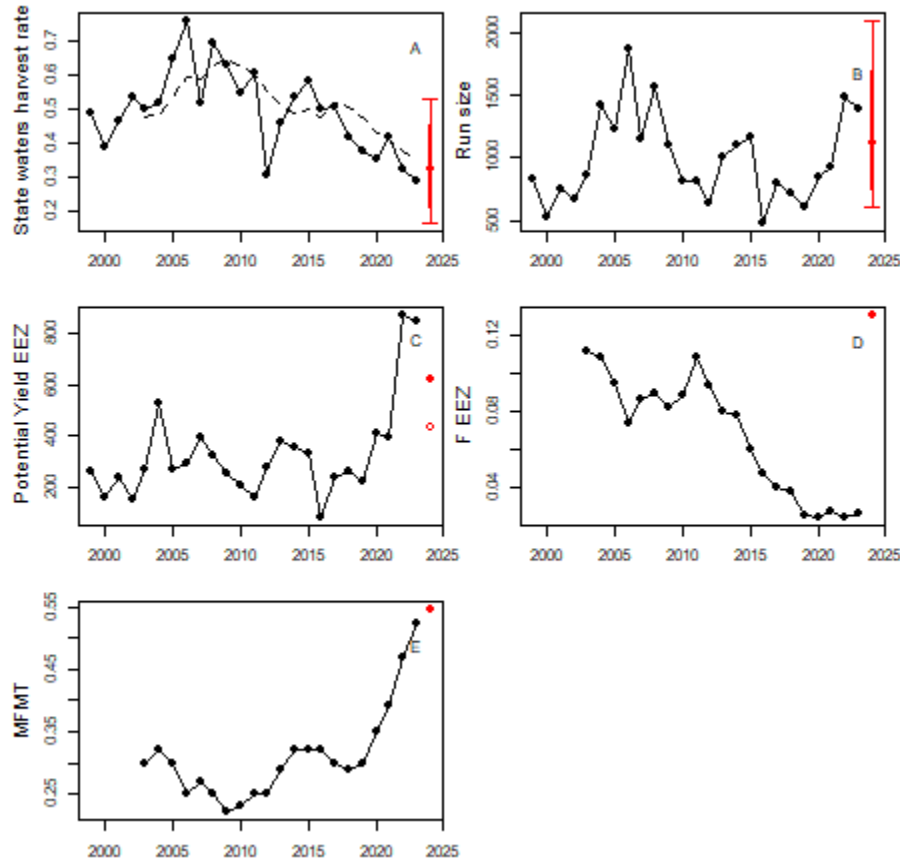 State waters harvest rate
0.7
0.6
0.5
0.4
0.3
0.2
A
2000 2005 2010 2015 2020 2025
Run size
2000
1500
1000
500
B
2000 2005 2010 2015 2020 2025
Potential Yield EEZ
800
600
400
200
C
2000 2005 2010 2015 2020 2025
F EEZ
0.12
0.08
0.04
D
2000 2005 2010 2015 2020 2025
MFMT
0.55
0.45
0.35
0.25
E
2000 2005 2010 2015 2020 2025